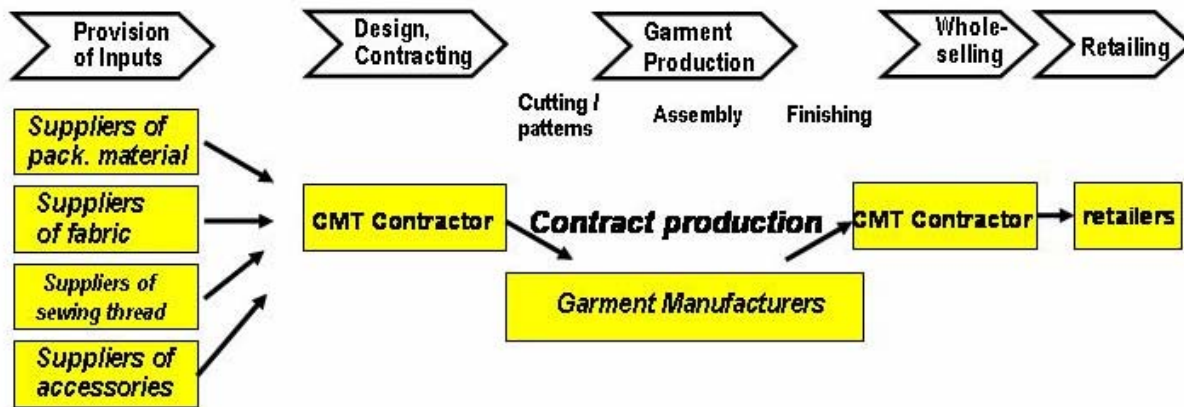 Provision
of Inputs
Design,
Contracting
Garment
Production
Whole-
selling
Retailing
Cutting /
patterns
Assembly
Finishing
Suppliers of
pack. material
Suppliers
of fabric
Suppliers of
sewing thread
Suppliers of
accessories
CMT Contractor
Contract production
Garment Manufacturers
CMT Contractor
retailers